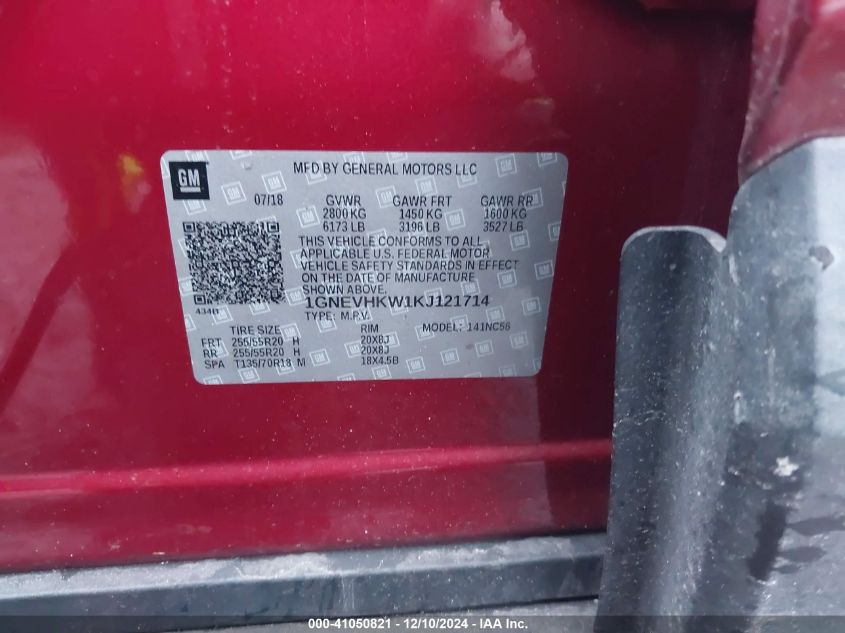 GM
MFD BY GENERAL MOTORS LLC
07/18 GVWR GAWR FRT GAWR RR
2800 KG 1450 KG 1600 KG
6173 LB 3196 LB 3527 LB
THIS VEHICLE CONFORMS TO ALL
APPLICABLE U.S. FEDERAL MOTOR
VEHICLE SAFETY STANDARDS IN EFFECT
ON THE DATE OF MANUFACTURE
SHOWN ABOVE.
434B 1GNEVHKW1KJ121714
TYPE: M.P.V.
TIRE SIZE RIM MODEL: 141NC56
FRT 255/55R20 H 20X8J
RR 255/55R20 H 20X8J
SPA T135/70R18 M 18X4.5B
000-41050821 - 12/10/2024 - IAA Inc.